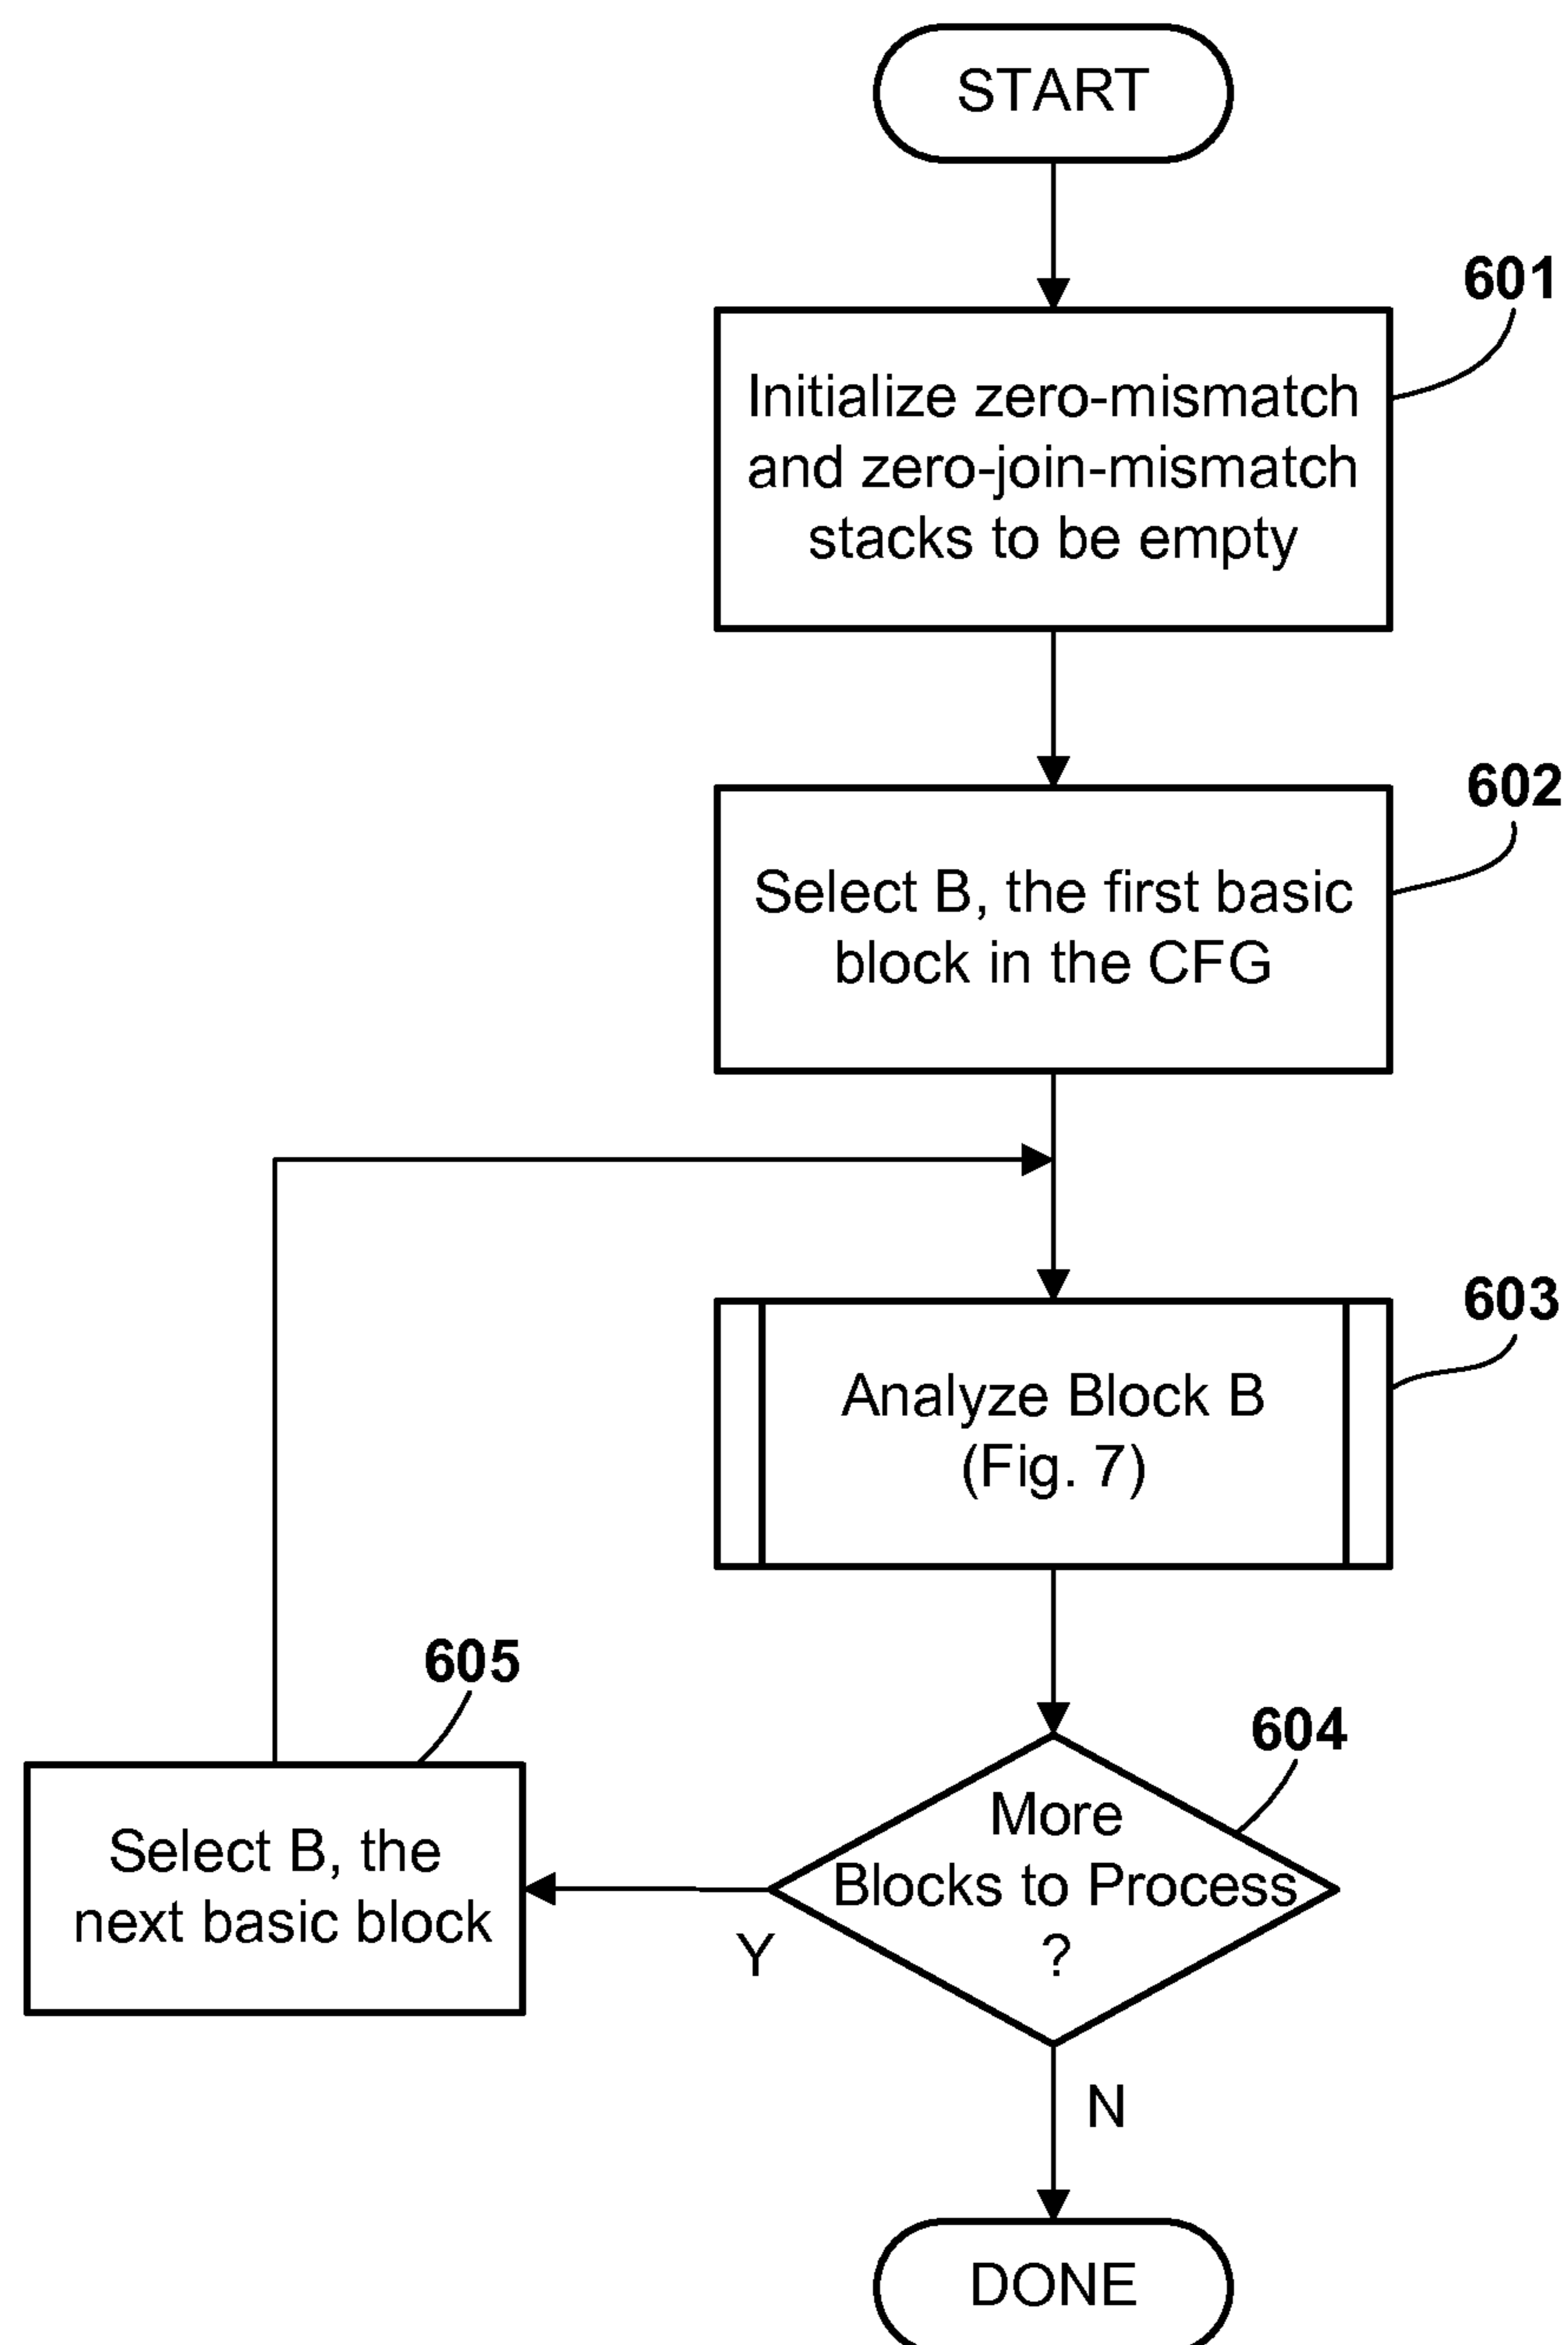 START
601
Initialize zero-mismatch
and zero-join-mismatch
stacks to be empty
602
Select B, the first basic
block in the CFG
603
Analyze Block B
(Fig. 7)
605
604
More
Blocks to Process
?
Select B, the
next basic block
Y
N
DONE